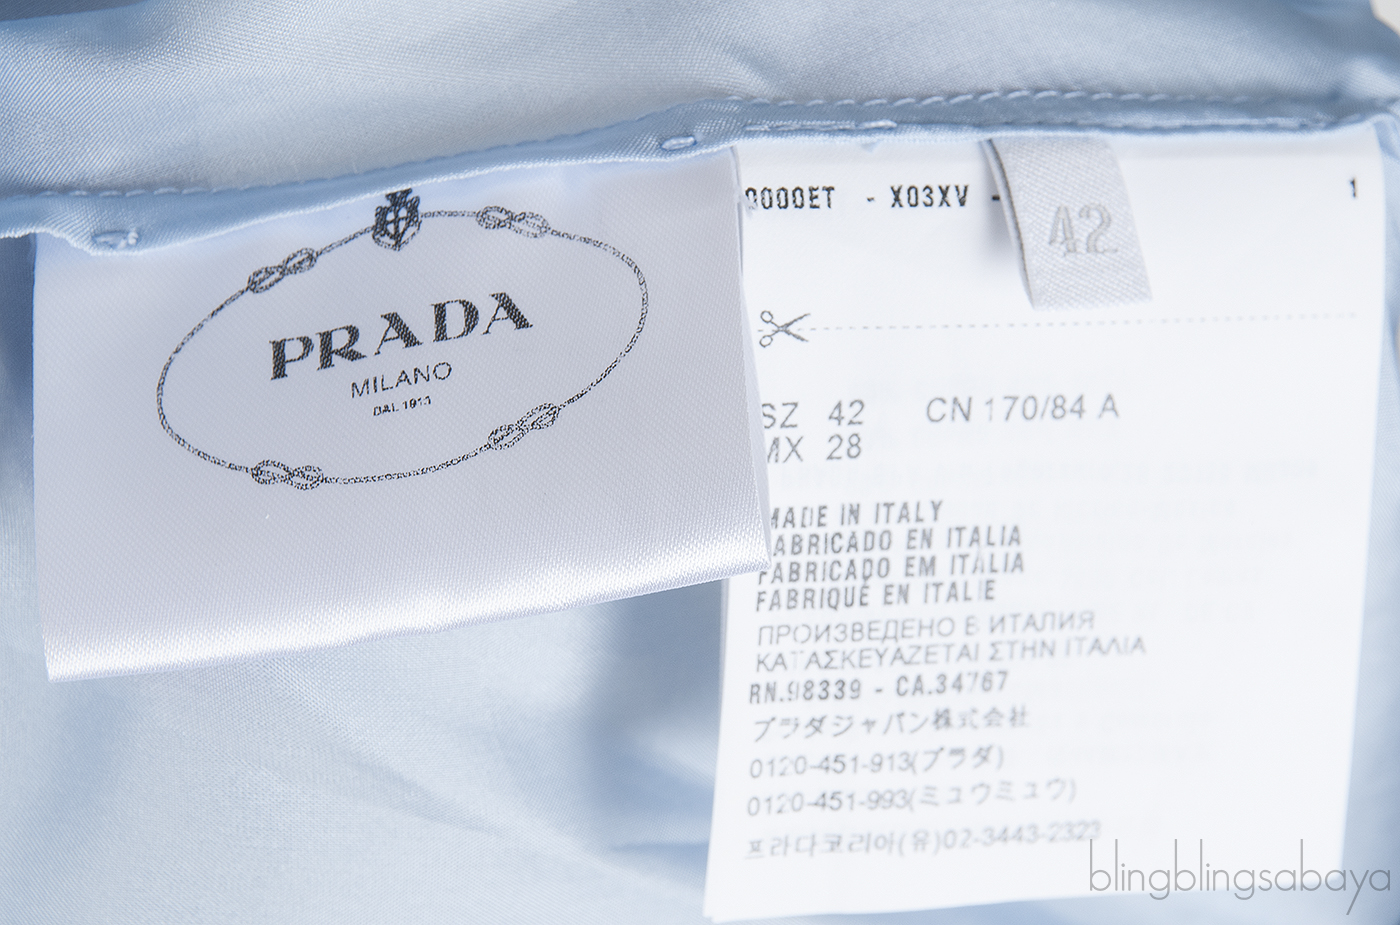 PRADA
MILANO
DAL 1913
0000ET - X03XV -
1
42
SZ 42 CN 170/84 A
MX 28
MADE IN ITALY
FABRICADO EN ITALIA
FABRICADO EM ITÁLIA
FABRIQUÉ EN ITALIE
ПРОИЗВЕДЕНО В ИТАЛИЯ
ΚΑΤΑΣΚΕΥΑΖΕΤΑΙ ΣΤΗΝ ΙΤΑΛΙΑ
RN.98339 - CA.34767
プラダジャパン株式会社
0120-451-913(プラダ)
0120-451-993(ミュウミュウ)
프라다코리아(유)02-3443-2323
blingblingsabaya